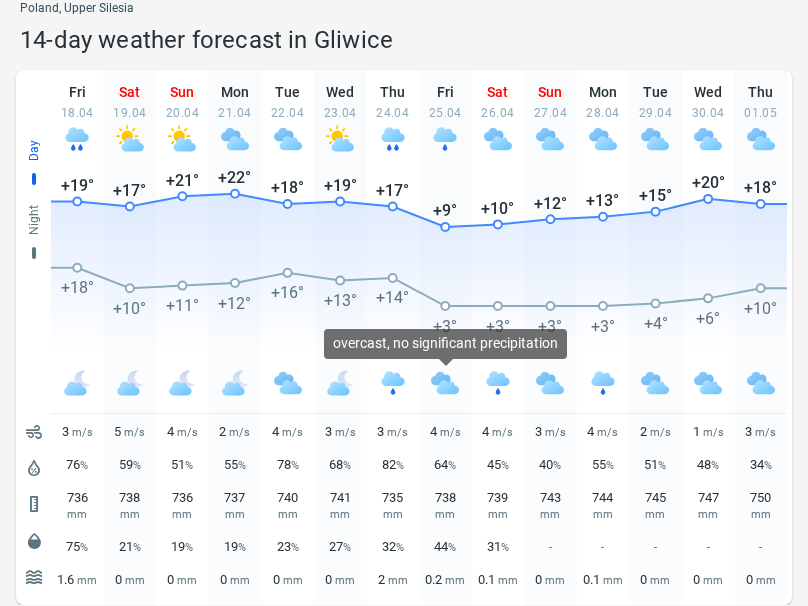 Poland, Upper Silesia
14-day weather forecast in Gliwice
Fri Sat Sun Mon Tue Wed Thu Fri Sat Sun Mon Tue Wed Thu
18.04 19.04 20.04 21.04 22.04 23.04 24.04 25.04 26.04 27.04 28.04 29.04 30.04 01.05
Day
+19° +17° +21° +22° +18° +19° +17° +9° +10° +12° +13° +15° +20° +18°
Night
+18° +10° +11° +12° +16° +13° +14° +3° +3° +3° +3° +4° +6° +10°
overcast, no significant precipitation
3 m/s 5 m/s 4 m/s 2 m/s 4 m/s 3 m/s 3 m/s 4 m/s 4 m/s 3 m/s 4 m/s 2 m/s 1 m/s 3 m/s
76% 59% 51% 55% 78% 68% 82% 64% 45% 40% 55% 51% 48% 34%
736 738 736 737 740 741 735 738 739 743 744 745 747 750
mm mm mm mm mm mm mm mm mm mm mm mm mm mm
75% 21% 19% 19% 23% 27% 32% 44% 31% - - - - -
1.6 mm 0 mm 0 mm 0 mm 0 mm 0 mm 2 mm 0.2 mm 0.1 mm 0 mm 0.1 mm 0 mm 0 mm 0 mm